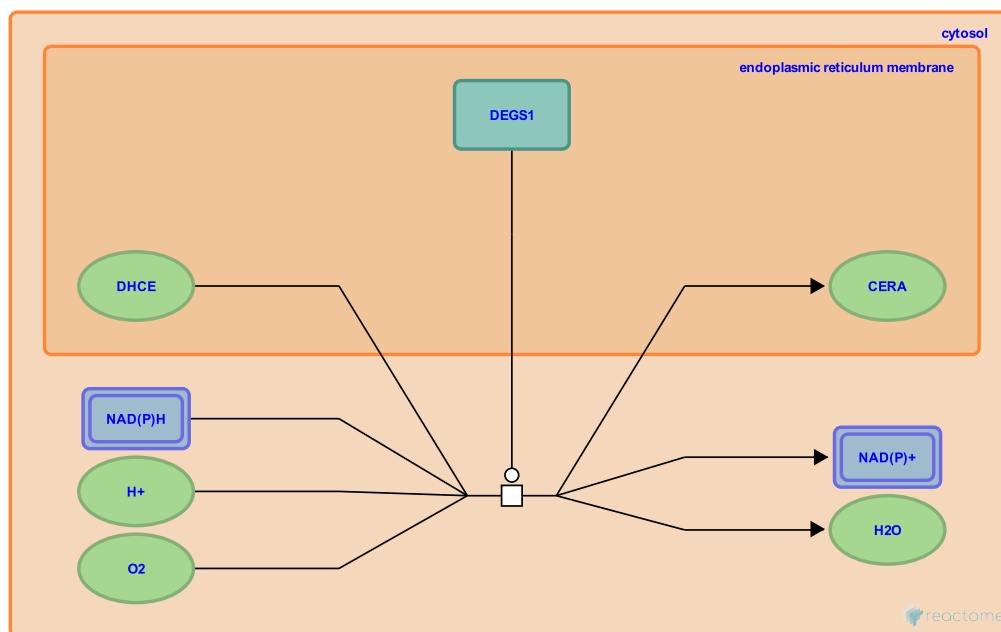 cytosol
endoplasmic reticulum membrane
DEGS1
DHCE
CERA
NAD(P)H
NAD(P)+
H+
H2O
O2
reactome